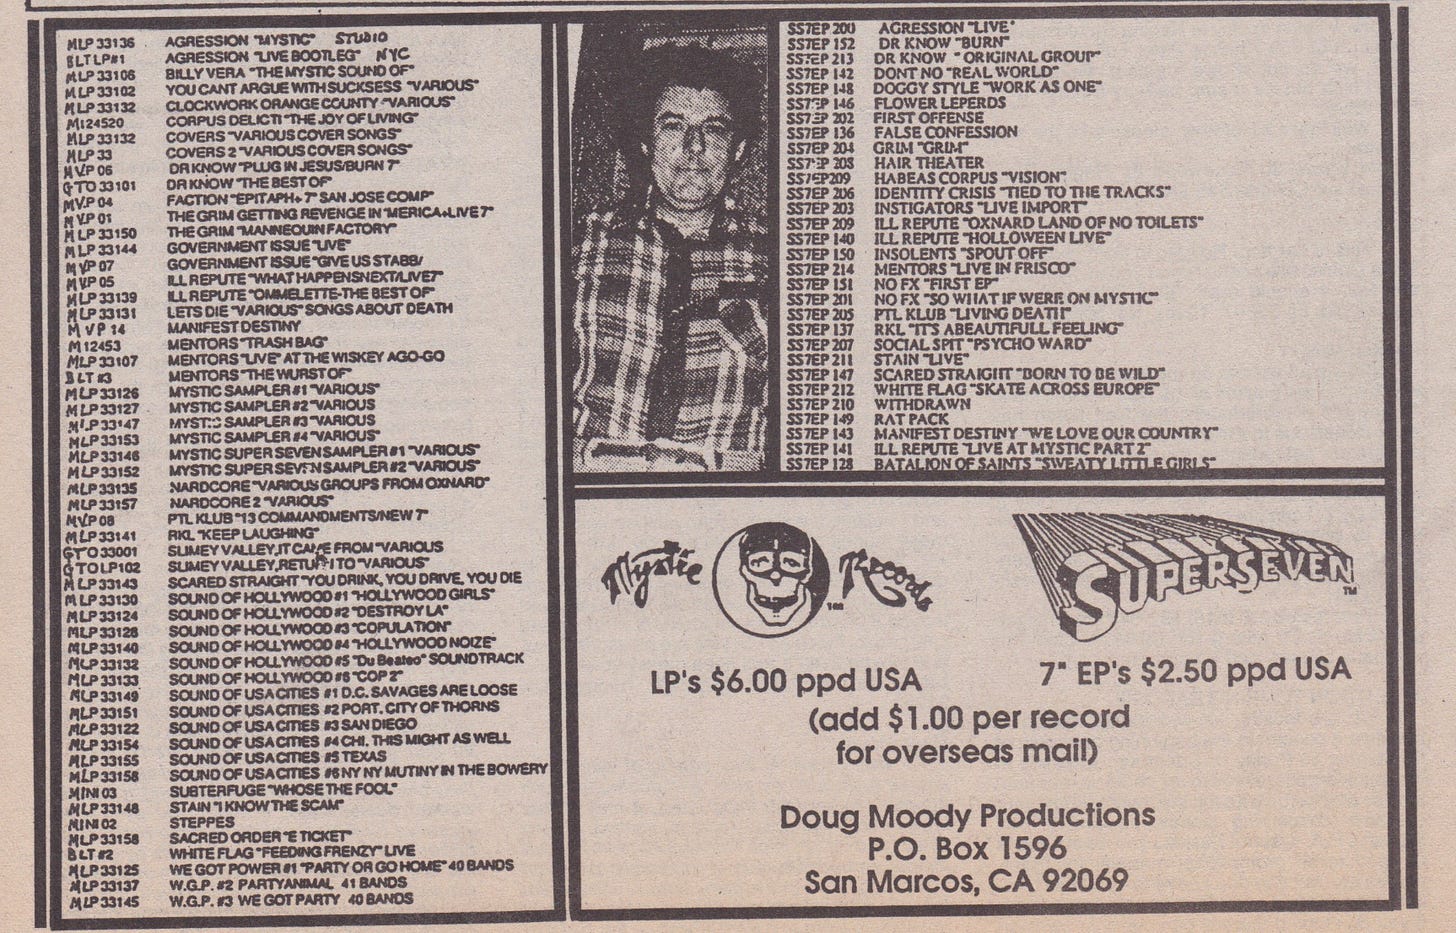 MLP 33136 AGRESSION "MYSTIC" STUDIO
BLTLP#1 AGRESSION "LIVE BOOTLEG" NYC
MLP 33106 BILLY VERA "THE MYSTIC SOUND OF"
MLP 33102 YOU CANT ARGUE WITH SUCKSESS "VARIOUS"
MLP 33132 CLOCKWORK ORANGE COUNTY "VARIOUS"
M124520 CORPUS DELICTI "THE JOY OF LIVING"
MLP 33132 COVERS "VARIOUS COVER SONGS"
MLP 33 COVERS 2 "VARIOUS COVER SONGS"
MVP 06 DR KNOW "PLUG IN JESUS/BURN 7"
GTO 33101 DR KNOW "THE BEST OF"
MVP 04 FACTION "EPITAPH+ 7" SAN JOSE COMP"
MVP 01 THE GRIM GETTING REVENGE IN 'MERICA+LIVE 7"
MLP 33150 THE GRIM "MANNEQUIN FACTORY"
MLP 33144 GOVERNMENT ISSUE "LIVE"
MVP 07 GOVERNMENT ISSUE "GIVE US STABB/
MVP 05 ILL REPUTE "WHAT HAPPENSNEXT/LIVE7"
MLP 33139 ILL REPUTE "OMMELETTE-THE BEST OF"
MLP 33131 LETS DIE "VARIOUS" SONGS ABOUT DEATH
MVP 14 MANIFEST DESTINY
M12453 MENTORS "TRASH BAG"
MLP 33107 MENTORS "LIVE" AT THE WISKEY AGO-GO
BLT #3 MENTORS "THE WURST OF"
MLP 33126 MYSTIC SAMPLER #1 "VARIOUS"
MLP 33127 MYSTIC SAMPLER #2 "VARIOUS
MLP 33147 MYSTIC SAMPLER #3 "VARIOUS
MLP 33153 MYSTIC SAMPLER #4 "VARIOUS"
MLP 33146 MYSTIC SUPER SEVEN SAMPLER #1 "VARIOUS"
MLP 33152 MYSTIC SUPER SEVEN SAMPLER #2 "VARIOUS"
MLP 33135 NARDCORE "VARIOUS GROUPS FROM OXNARD"
MLP 33157 NARDCORE 2 "VARIOUS"
MVP 08 PTL KLUB "13 COMMANDMENTS/NEW 7"
MLP 33141 RKL "KEEP LAUGHING"
GTO 33001 SLIMEY VALLEY, IT CAME FROM "VARIOUS
GTOLP102 SLIMEY VALLEY, RETURN TO "VARIOUS"
MLP 33143 SCARED STRAIGHT "YOU DRINK, YOU DRIVE, YOU DIE
MLP 33130 SOUND OF HOLLYWOOD #1 "HOLLYWOOD GIRLS"
MLP 33124 SOUND OF HOLLYWOOD #2 "DESTROY LA"
MLP 33128 SOUND OF HOLLYWOOD #3 "COPULATION"
MLP 33140 SOUND OF HOLLYWOOD #4 "HOLLYWOOD NOIZE"
MLP 33132 SOUND OF HOLLYWOOD #5 "Du Beateo" SOUNDTRACK
MLP 33133 SOUND OF HOLLYWOOD #6 "COP 2"
MLP 33149 SOUND OF USA CITIES #1 D.C. SAVAGES ARE LOOSE
MLP 33151 SOUND OF USA CITIES #2 PORT. CITY OF THORNS
MLP 33122 SOUND OF USA CITIES #3 SAN DIEGO
MLP 33154 SOUND OF USA CITIES #4 CHI. THIS MIGHT AS WELL
MLP 33155 SOUND OF USA CITIES #5 TEXAS
MLP 33158 SOUND OF USA CITIES #6 NY NY MUTINY IN THE BOWERY
MINI 03 SUBTERFUGE "WHOSE THE FOOL"
MLP 33148 STAIN "I KNOW THE SCAM"
MINI 02 STEPPES
MLP 33158 SACRED ORDER "E TICKET"
BLT #2 WHITE FLAG "FEEDING FRENZY" LIVE
MLP 33125 WE GOT POWER #1 "PARTY OR GO HOME" 40 BANDS
MLP 33137 W.G.P. #2 PARTYANIMAL 41 BANDS
MLP 33145 W.G.P. #3 WE GOT PARTY 40 BANDS
SS7EP 200 AGRESSION "LIVE"
SS7EP 152 DR KNOW "BURN"
SS7EP 213 DR KNOW " ORIGINAL GROUP"
SS7EP 142 DONT NO "REAL WORLD"
SS7EP 148 DOGGY STYLE "WORK AS ONE"
SS7EP 146 FLOWER LEPERDS
SS7EP 202 FIRST OFFENSE
SS7EP 136 FALSE CONFESSION
SS7EP 204 GRIM "GRIM"
SS7EP 208 HAIR THEATER
SS7EP209 HABEAS CORPUS "VISION"
SS7EP 206 IDENTITY CRISIS "TIED TO THE TRACKS"
SS7EP 203 INSTIGATORS "LIVE IMPORT"
SS7EP 209 ILL REPUTE "OXNARD LAND OF NO TOILETS"
SS7EP 140 ILL REPUTE "HOLLOWEEN LIVE"
SS7EP 150 INSOLENTS "SPOUT OFF"
SS7EP 214 MENTORS "LIVE IN FRISCO"
SS7EP 151 NO FX "FIRST EP"
SS7EP 201 NO FX "SO WHAT IF WERE ON MYSTIC"
SS7EP 205 PTL KLUB "LIVING DEATH"
SS7EP 137 RKL "IT'S ABEAUTIFULL FEELING"
SS7EP 207 SOCIAL SPIT "PSYCHO WARD"
SS7EP 211 STAIN "LIVE"
SS7EP 147 SCARED STRAIGHT "BORN TO BE WILD"
SS7EP 212 WHITE FLAG "SKATE ACROSS EUROPE"
SS7EP 210 WITHDRAWN
SS7EP 149 RAT PACK
SS7EP 143 MANIFEST DESTINY "WE LOVE OUR COUNTRY"
SS7EP 141 ILL REPUTE "LIVE AT MYSTIC PART 2"
SS7EP 128 BATALION OF SAINTS "SWEATY LITTLE GIRLS"
Mystic Records TM
SUPERSEVEN TM
LP's $6.00 ppd USA
7" EP's $2.50 ppd USA
(add $1.00 per record
for overseas mail)
Doug Moody Productions
P.O. Box 1596
San Marcos, CA 92069